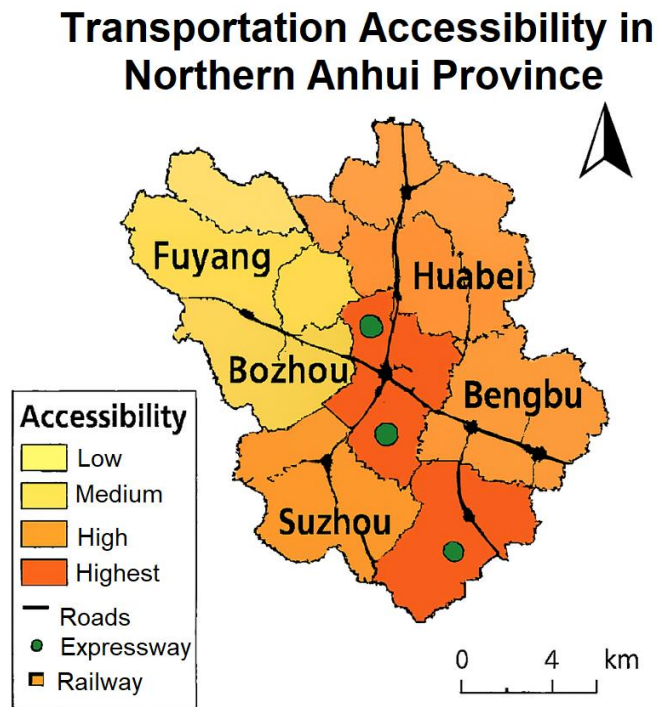 Transportation Accessibility in
Northern Anhui Province
Fuyang
Huabei
Bozhou
Bengbu
Suzhou
Accessibility
Low
Medium
High
Highest
Roads
Expressway
Railway
0 4 km